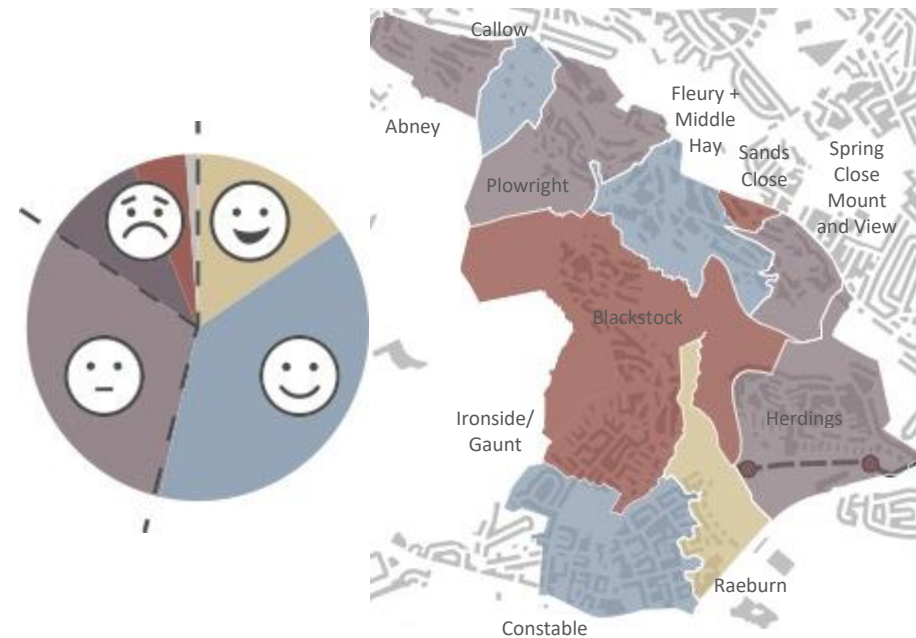 Callow
Abney
Fleury +
Middle
Hay
Sands
Close
Spring
Close
Mount
and View
Plowright
Blackstock
Ironside/
Gaunt
Herdings
Raeburn
Constable